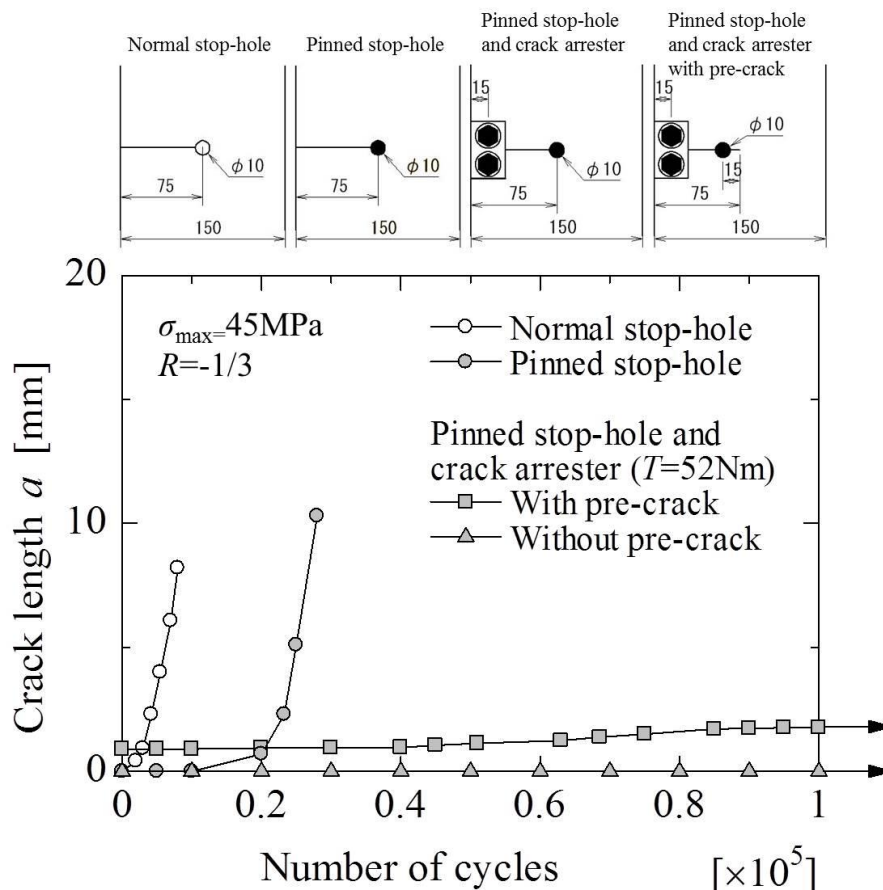 Normal stop-hole
Pinned stop-hole
Pinned stop-hole
and crack arrester
Pinned stop-hole
and crack arrester
with pre-crack
φ10
75
150
φ10
75
150
15
φ10
75
150
15
φ10
15
75
150
20
σmax=45MPa
R=-1/3
Normal stop-hole
Pinned stop-hole
Pinned stop-hole and
crack arrester (T=52Nm)
With pre-crack
Without pre-crack
Crack length a [mm]
10
0
0 0.2 0.4 0.6 0.8 1
Number of cycles [×10⁵]